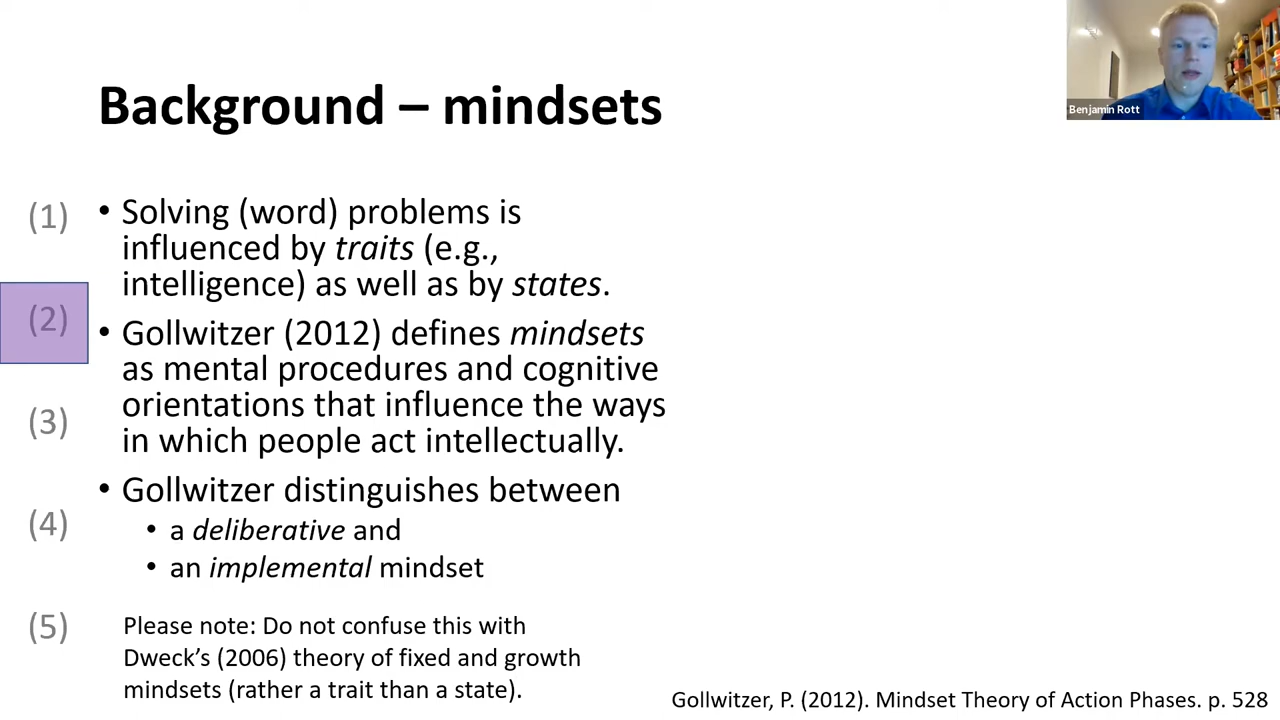 Benjamin Rott
Background – mindsets
(1)
• Solving (word) problems is
influenced by traits (e.g.,
intelligence) as well as by states.
(2)
• Gollwitzer (2012) defines mindsets
as mental procedures and cognitive
orientations that influence the ways
in which people act intellectually.
(3)
• Gollwitzer distinguishes between
(4)
• a deliberative and
• an implemental mindset
(5)
Please note: Do not confuse this with
Dweck’s (2006) theory of fixed and growth
mindsets (rather a trait than a state).
Gollwitzer, P. (2012). Mindset Theory of Action Phases. p. 528